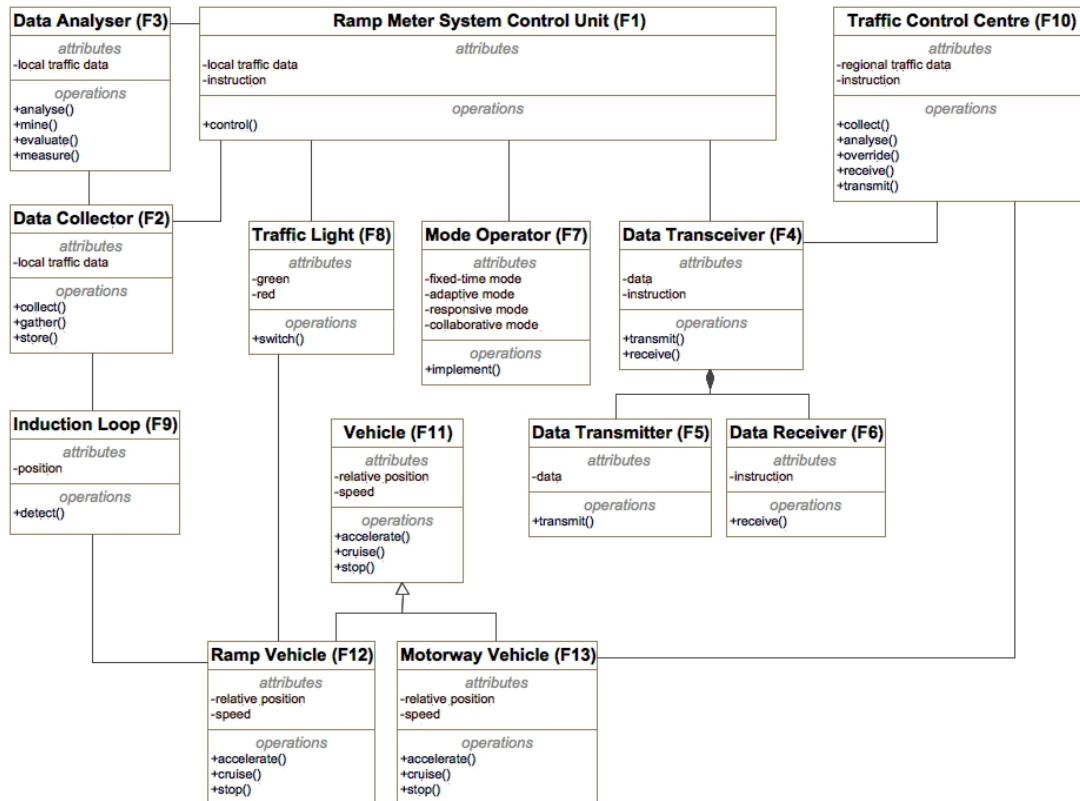 Data Analyser (F3)
attributes
-local traffic data
operations
+analyse()
+mine()
+evaluate()
+measure()
Ramp Meter System Control Unit (F1)
attributes
-local traffic data
-instruction
operations
+control()
Traffic Control Centre (F10)
attributes
-regional traffic data
-instruction
operations
+collect()
+analyse()
+override()
+receive()
+transmit()
Data Collector (F2)
attributes
-local traffic data
operations
+collect()
+gather()
+store()
Traffic Light (F8)
attributes
-green
-red
operations
+switch()
Mode Operator (F7)
attributes
-fixed-time mode
-adaptive mode
-responsive mode
-collaborative mode
operations
+implement()
Data Transceiver (F4)
attributes
-data
-instruction
operations
+transmit()
+receive()
Induction Loop (F9)
attributes
-position
operations
+detect()
Vehicle (F11)
attributes
-relative position
-speed
operations
+accelerate()
+cruise()
+stop()
Data Transmitter (F5)
attributes
-data
operations
+transmit()
Data Receiver (F6)
attributes
-instruction
operations
+receive()
Ramp Vehicle (F12)
attributes
-relative position
-speed
operations
+accelerate()
+cruise()
+stop()
Motorway Vehicle (F13)
attributes
-relative position
-speed
operations
+accelerate()
+cruise()
+stop()